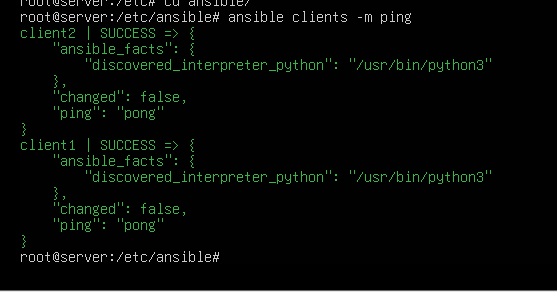 root@server:/etc# cd ansible/
root@server:/etc/ansible# ansible clients -m ping
client2 | SUCCESS => {
    "ansible_facts": {
        "discovered_interpreter_python": "/usr/bin/python3"
    },
    "changed": false,
    "ping": "pong"
}
client1 | SUCCESS => {
    "ansible_facts": {
        "discovered_interpreter_python": "/usr/bin/python3"
    },
    "changed": false,
    "ping": "pong"
}
root@server:/etc/ansible#